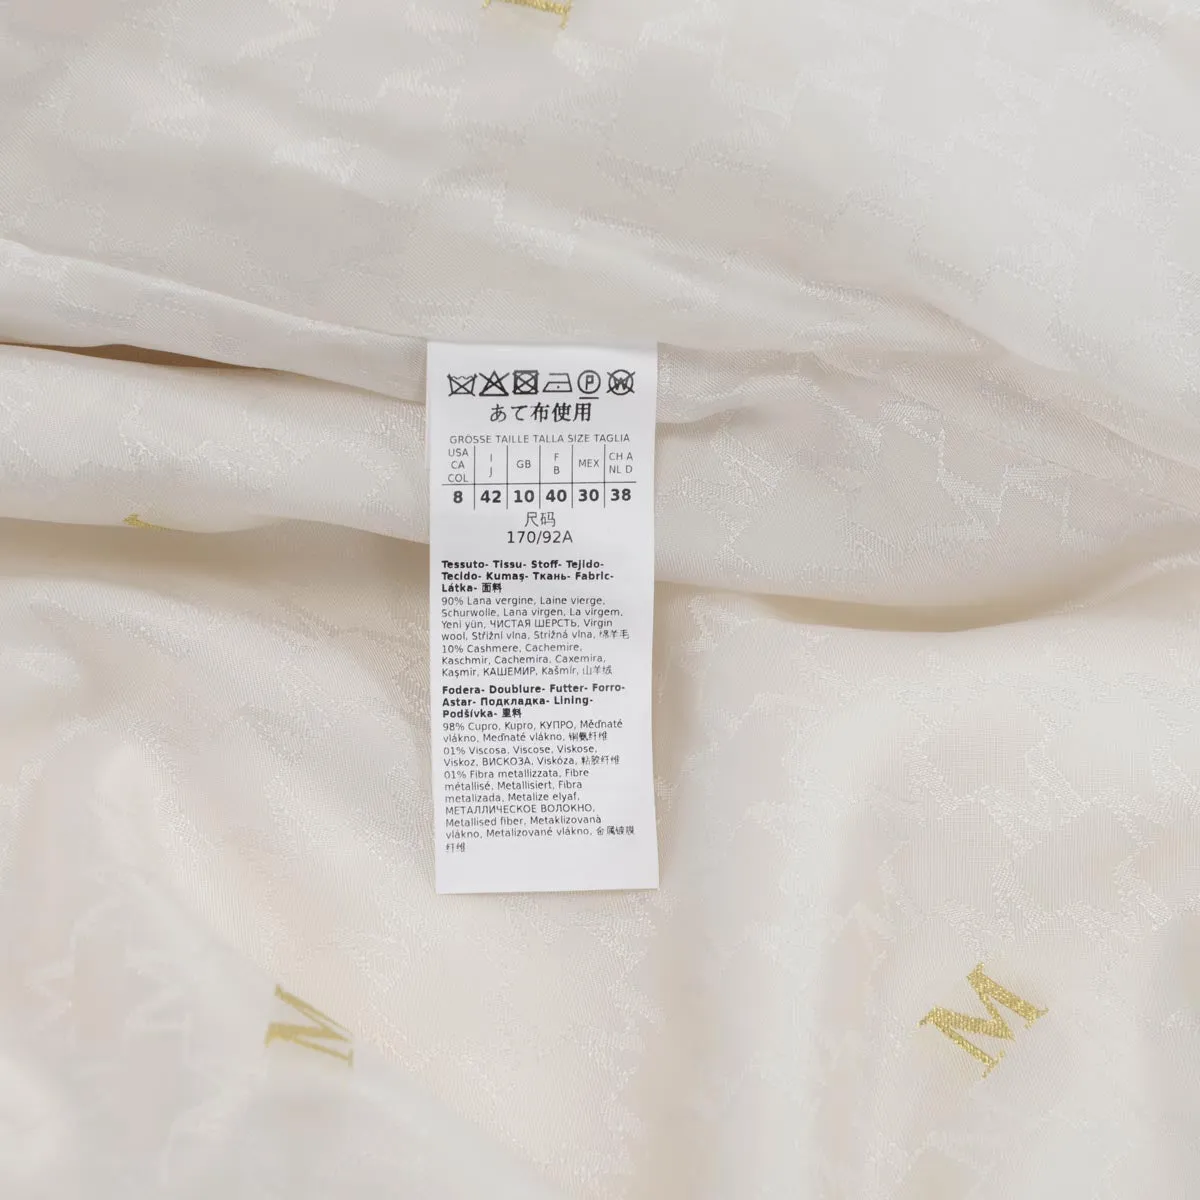 M
あて布使用
GRÖSSE TAILLE TALLA SIZE TAGLIA
USA CA COL | I J | GB | F B | MEX | CH A NL D
8 | 42 | 10 | 40 | 30 | 38
尺码
170/92A
Tessuto- Tissu- Stoff- Tejido-
Tecido- Kumaş- Ткань- Fabric-
Látka- 面料
90% Lana vergine, Laine vierge,
Schurwolle, Lana virgen, La virgem,
Yeni yün, ЧИСТАЯ ШЕРСТЬ, Virgin
wool, Střižní vlna, Strižná vlna, 绵羊毛
10% Cashmere, Cachemire,
Kaschmir, Cachemira, Caxemira,
Kaşmir, КАШЕМИР, Kašmír, 山羊绒
Fodera- Doublure- Futter- Forro-
Astar- Подкладка- Lining-
Podšívka- 里料
98% Cupro, Kupro, КУПРО, Měďnaté
vlákno, Meďnaté vlákno, 铜氨纤维
01% Viscosa, Viscose, Viskose,
Viskoz, ВИСКОЗА, Viskóza, 粘胶纤维
01% Fibra metallizzata, Fibre
métallisé, Metallisiert, Fibra
metalizada, Metalize elyaf,
МЕТАЛЛИЧЕСКОЕ ВОЛОКНО,
Metallised fiber, Metaklizovanà
vlákno, Metalizované vlákno, 金属镀膜
纤维
M
M